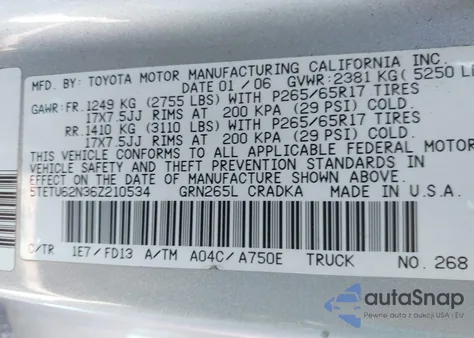 MFD. BY: TOYOTA MOTOR MANUFACTURING CALIFORNIA INC.
DATE 01 / 06 GVWR: 2381 KG ( 5250 L
GAWR: FR. 1249 KG (2755 LBS) WITH P265/65R17 TIRES
17X7.5JJ RIMS AT 200 KPA (29 PSI) COLD.
RR. 1410 KG (3110 LBS) WITH P265/65R17 TIRES
17X7.5JJ RIMS AT 200 KPA (29 PSI) COLD.
THIS VEHICLE CONFORMS TO ALL APPLICABLE FEDERAL MOTOR
VEHICLE SAFETY AND THEFT PREVENTION STANDARDS IN
EFFECT ON THE DATE OF MANUFACTURE SHOWN ABOVE.
5TETU62N36Z210534 GRN265L CRADKA MADE IN U.S.A.
C/TR 1E7/FD13 A/TM A04C/A750E TRUCK NO. 268
autoSnap
Pewne auta z USA i EU